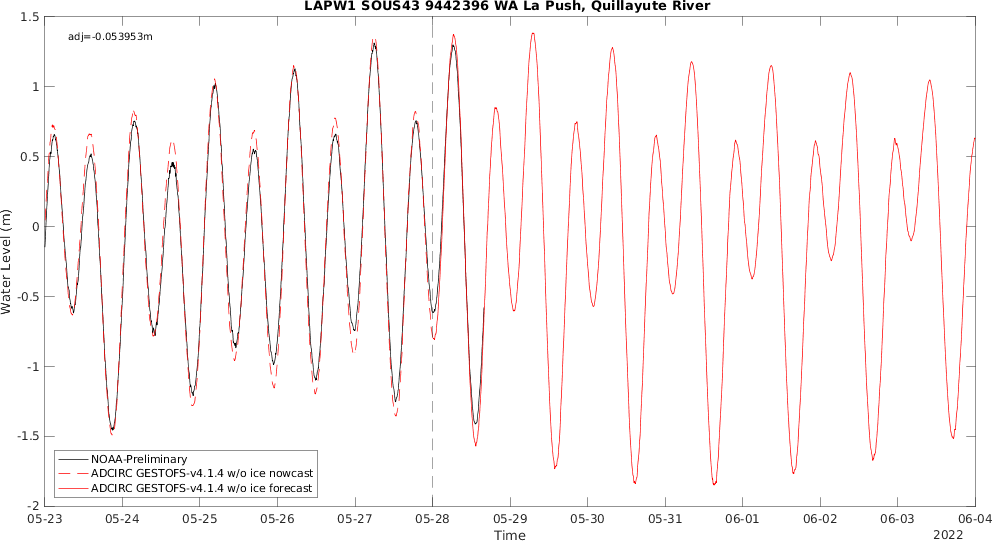 LAPW1 SOUS43 9442396 WA La Push, Quillayute River
adj=-0.053953m
1.5
1
0.5
0
-0.5
-1
-1.5
-2
Water Level (m)
NOAA-Preliminary
ADCIRC GESTOFS-v4.1.4 w/o ice nowcast
ADCIRC GESTOFS-v4.1.4 w/o ice forecast
05-23 05-24 05-25 05-26 05-27 05-28 05-29 05-30 05-31 06-01 06-02 06-03 06-04
Time
2022